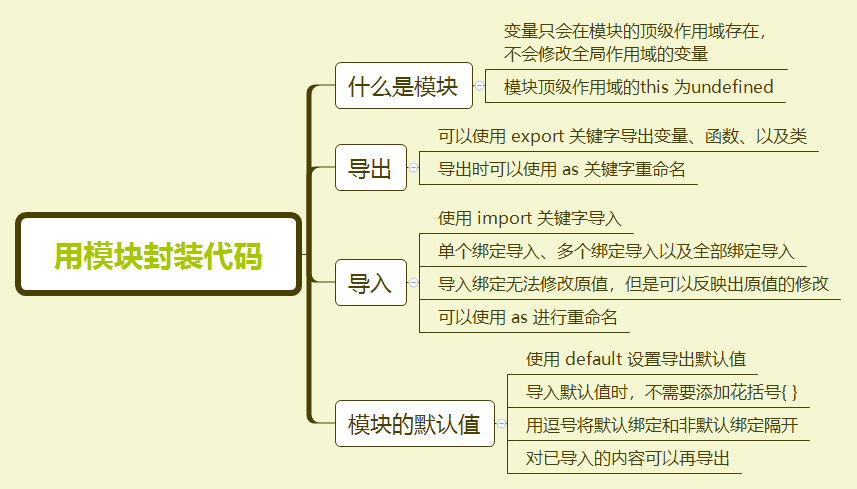 用模块封装代码
什么是模块
变量只会在模块的顶级作用域存在，
不会修改全局作用域的变量
模块顶级作用域的this 为undefined
导出
可以使用 export 关键字导出变量、函数、以及类
导出时可以使用 as 关键字重命名
导入
使用 import 关键字导入
单个绑定导入、多个绑定导入以及全部绑定导入
导入绑定无法修改原值，但是可以反映出原值的修改
可以使用 as 进行重命名
模块的默认值
使用 default 设置导出默认值
导入默认值时，不需要添加花括号{ }
用逗号将默认绑定和非默认绑定隔开
对已导入的内容可以再导出